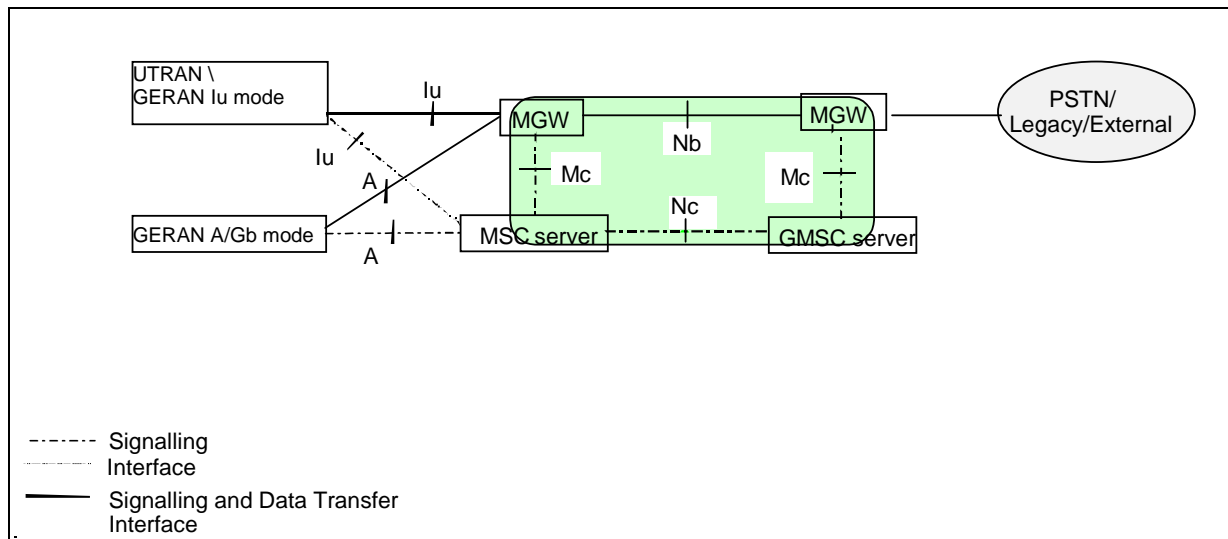 UTRAN \
GERAN Iu mode
Iu
MGW
Nb
MGW
PSTN/
Legacy/External
Iu
A
Mc
Mc
Nc
GERAN A/Gb mode
A
MSC server
GMSC server
Signalling
Interface
Signalling and Data Transfer
Interface